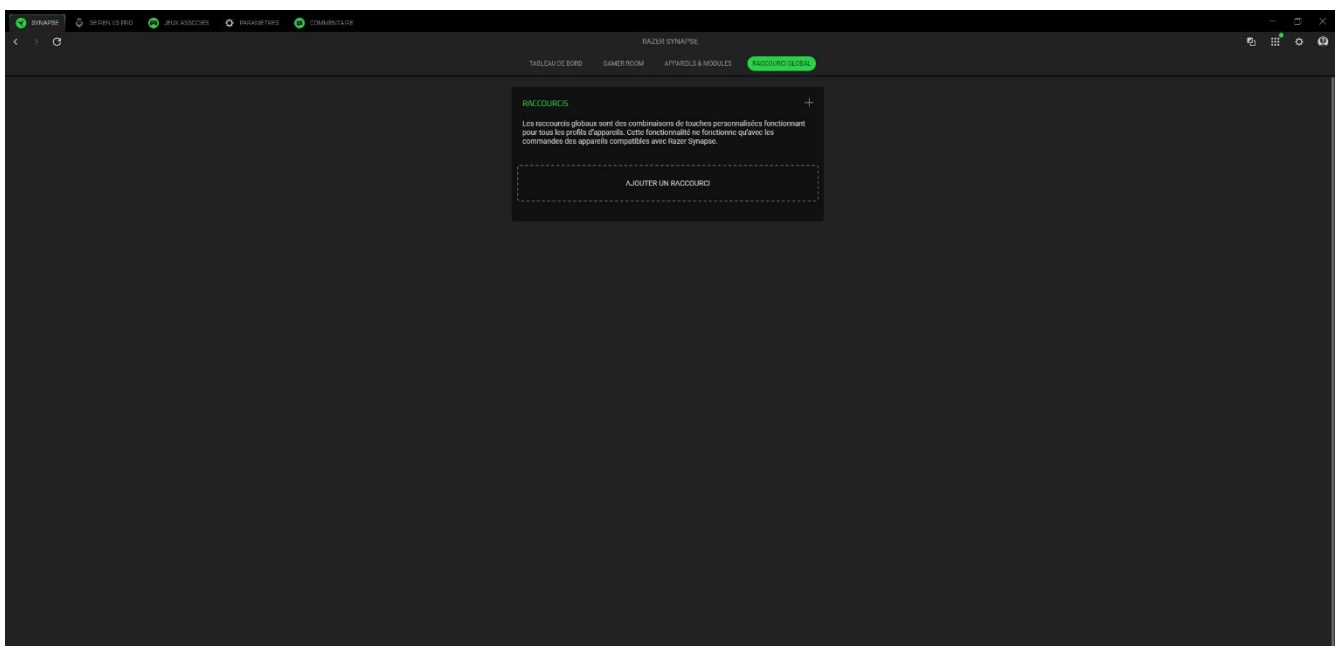 SYNAPSE
SEIREN V3 PRO
JEUX ASSOCIÉS
PARAMÈTRES
COMMENTAIRE
RAZER SYNAPSE
TABLEAU DE BORD
GAMER ROOM
APPAREILS & MODULES
RACCOURCI GLOBAL
RACCOURCIS
Les raccourcis globaux sont des combinaisons de touches personnalisées fonctionnant
pour tous les profils d'appareils. Cette fonctionnalité ne fonctionne qu'avec les
commandes des appareils compatibles avec Razer Synapse.
AJOUTER UN RACCOURCI